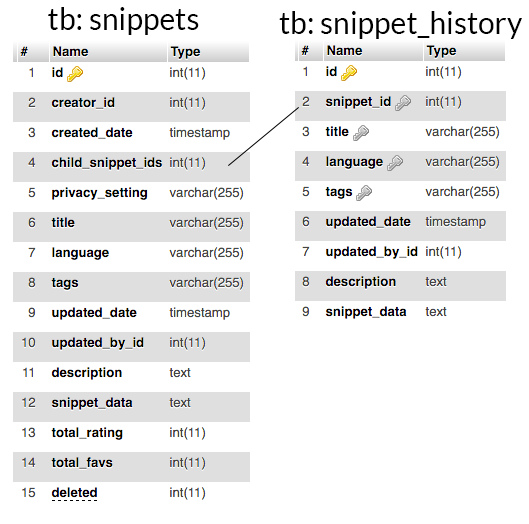 tb: snippets
# Name Type
1 id int(11)
2 creator_id int(11)
3 created_date timestamp
4 child_snippet_ids int(11)
5 privacy_setting varchar(255)
6 title varchar(255)
7 language varchar(255)
8 tags varchar(255)
9 updated_date timestamp
10 updated_by_id int(11)
11 description text
12 snippet_data text
13 total_rating int(11)
14 total_favs int(11)
15 deleted int(11)
tb: snippet_history
# Name Type
1 id int(11)
2 snippet_id int(11)
3 title varchar(255)
4 language varchar(255)
5 tags varchar(255)
6 updated_date timestamp
7 updated_by_id int(11)
8 description text
9 snippet_data text